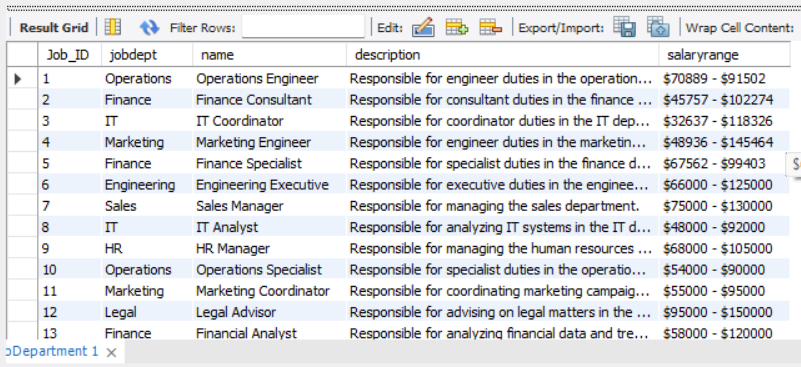 Result Grid Filter Rows: Edit: Export/Import: Wrap Cell Content:
Job_ID jobdept name description salaryrange
1 Operations Operations Engineer Responsible for engineer duties in the operation... $70889 - $91502
2 Finance Finance Consultant Responsible for consultant duties in the finance ... $45757 - $102274
3 IT IT Coordinator Responsible for coordinator duties in the IT dep... $32637 - $118326
4 Marketing Marketing Engineer Responsible for engineer duties in the marketin... $48936 - $145464
5 Finance Finance Specialist Responsible for specialist duties in the finance d... $67562 - $99403
6 Engineering Engineering Executive Responsible for executive duties in the enginee... $66000 - $125000
7 Sales Sales Manager Responsible for managing the sales department. $75000 - $130000
8 IT IT Analyst Responsible for analyzing IT systems in the IT d... $48000 - $92000
9 HR HR Manager Responsible for managing the human resources ... $68000 - $105000
10 Operations Operations Specialist Responsible for specialist duties in the operatio... $54000 - $90000
11 Marketing Marketing Coordinator Responsible for coordinating marketing campaig... $55000 - $95000
12 Legal Legal Advisor Responsible for advising on legal matters in the ... $95000 - $150000
13 Finance Financial Analyst Responsible for analyzing financial data and tre... $58000 - $120000
oDepartment 1